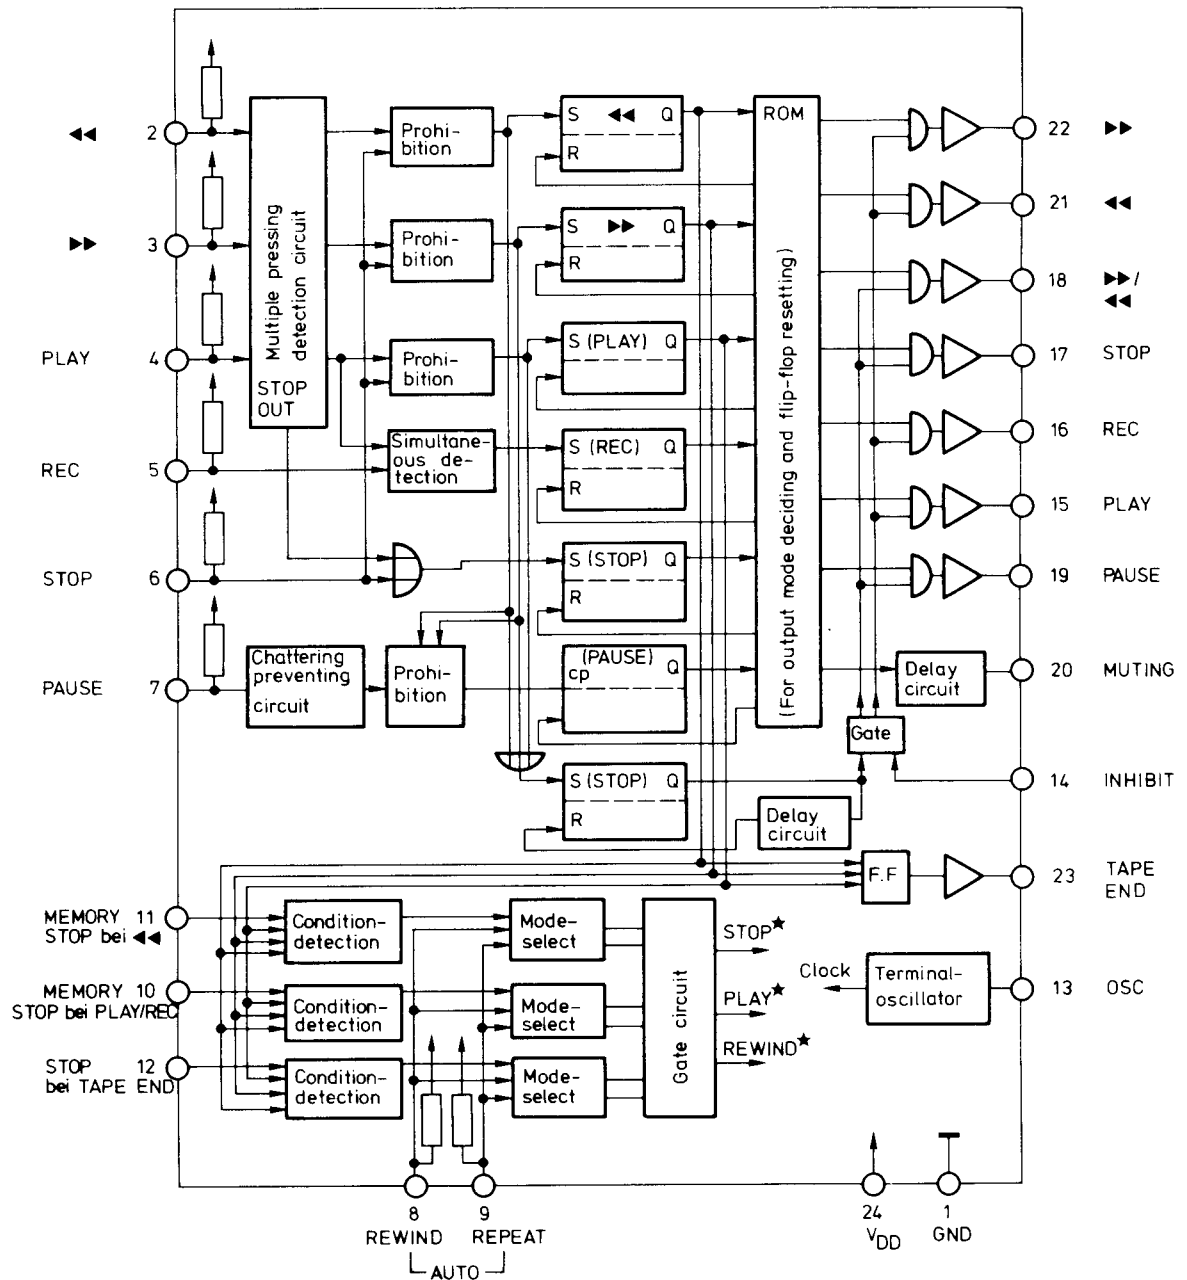 ◀◀ 2
▶▶ 3
PLAY 4
REC 5
STOP 6
PAUSE 7
Multiple pressing
detection circuit
STOP
OUT
Prohi-
bition
Prohi-
bition
Prohi-
bition
Simultane-
ous de-
tection
Chattering
preventing
circuit
Prohi-
bition
S ◀◀ Q
R
S ▶▶ Q
R
S (PLAY) Q
S (REC) Q
R
S (STOP) Q
R
(PAUSE)
cp Q
S (STOP) Q
R
ROM
(For output mode deciding and flip-flop resetting)
Delay
circuit
Gate
Delay
circuit
F.F
22 ▶▶
21 ◀◀
18 ▶▶/
◀◀
17 STOP
16 REC
15 PLAY
19 PAUSE
20 MUTING
14 INHIBIT
23 TAPE
END
13 OSC
MEMORY 11
STOP bei ◀◀
MEMORY 10
STOP bei PLAY/REC
STOP 12
bei TAPE END
Condition-
detection
Condition-
detection
Condition-
detection
Mode-
select
Mode-
select
Mode-
select
Gate circuit
STOP★
PLAY★
REWIND★
Clock
Terminal-
oscillator
8 9
REWIND REPEAT
AUTO
24
VDD
1
GND